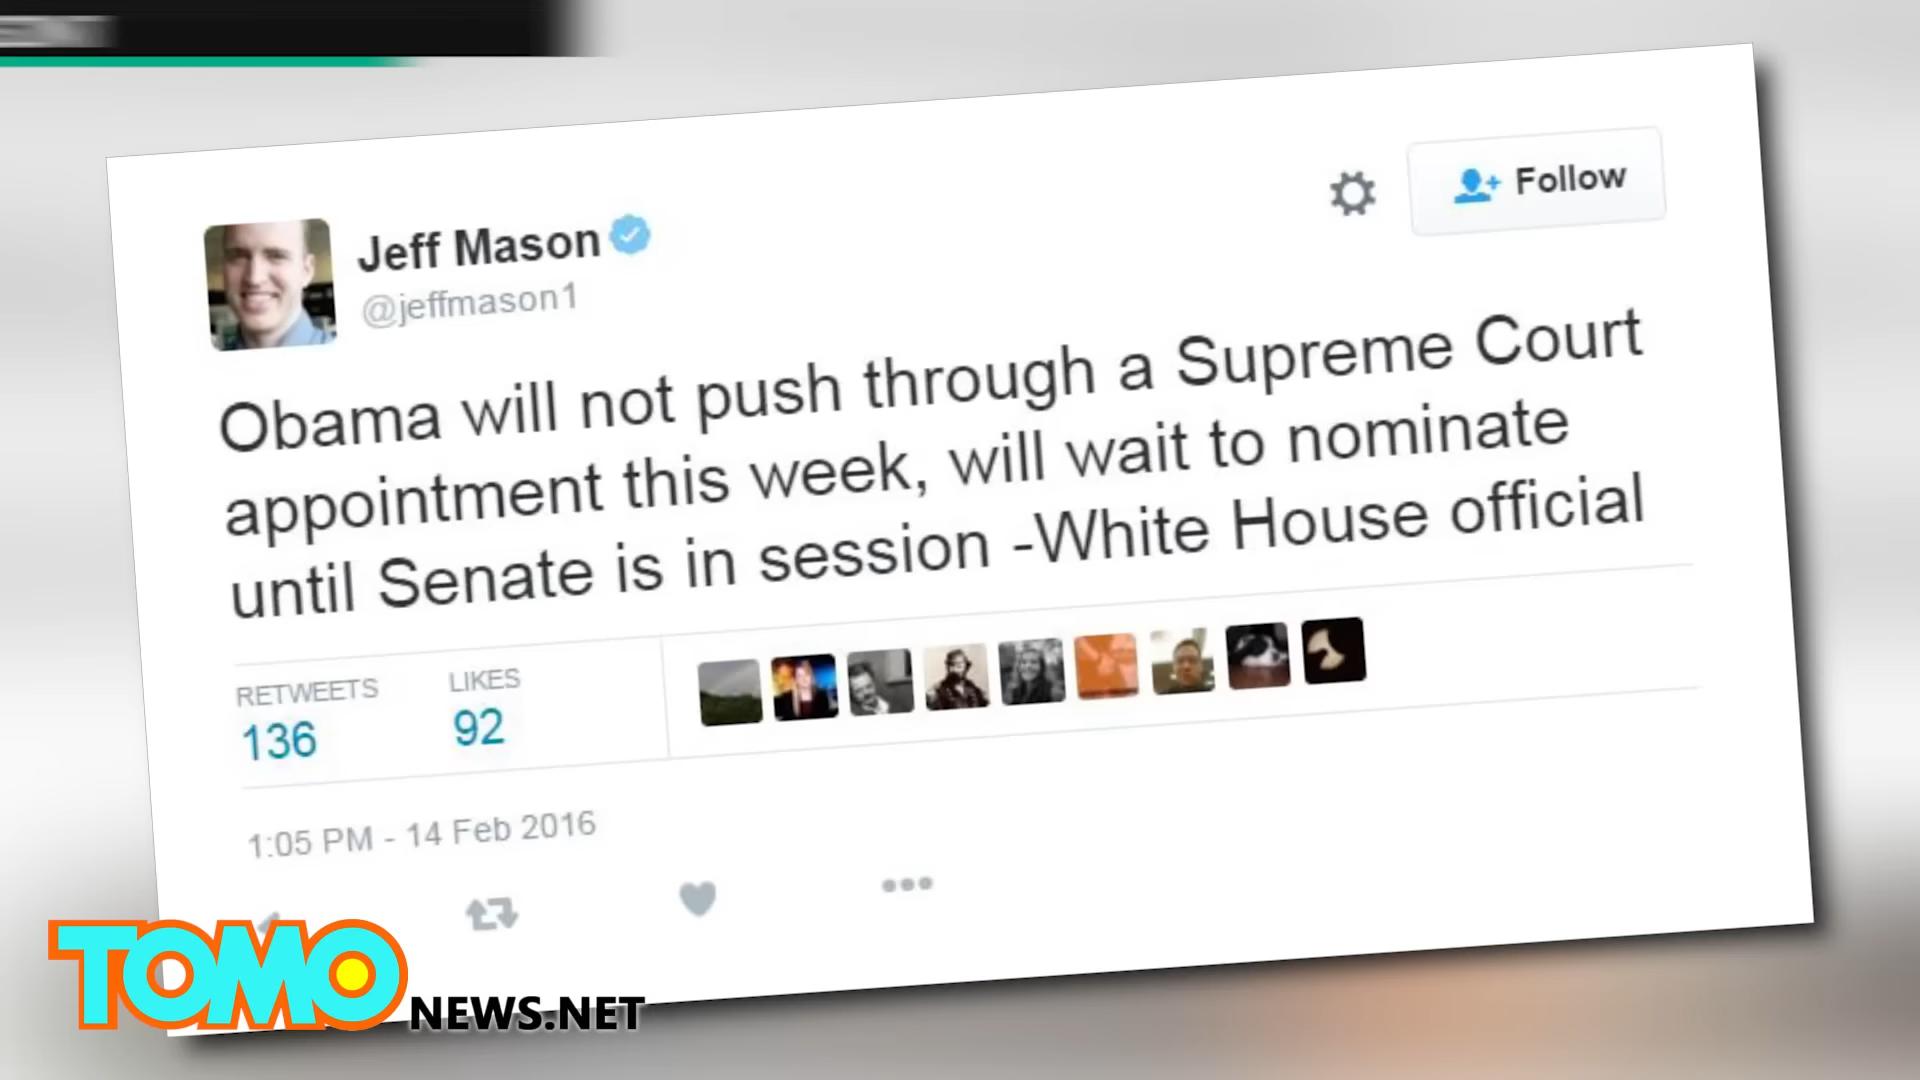 Jeff Mason
@jeffmason1
Follow
Obama will not push through a Supreme Court
appointment this week, will wait to nominate
until Senate is in session -White House official
RETWEETS
136
LIKES
92
1:05 PM - 14 Feb 2016
TOMO
NEWS.NET